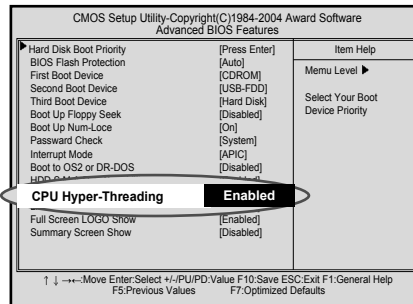 CMOS Setup Utility-Copyright(C)1984-2004 Award Software
Advanced BIOS Features
Hard Disk Boot Priority [Press Enter] Item Help
BIOS Flash Protection [Auto]
First Boot Device [CDROM] Memu Level ▶
Second Boot Device [USB-FDD]
Third Boot Device [Hard Disk] Select Your Boot
Boot Up Floppy Seek [Disabled] Device Priority
Boot Up Num-Loce [On]
Passward Check [System]
Interrupt Mode [APIC]
Boot to OS2 or DR-DOS [Disabled]
CPU Hyper-Threading Enabled
Full Screen LOGO Show [Enabled]
Summary Screen Show [Disabled]
↑ ↓ →←:Move Enter:Select +/-/PU/PD:Value F10:Save ESC:Exit F1:General Help
F5:Previous Values F7:Optimized Defaults